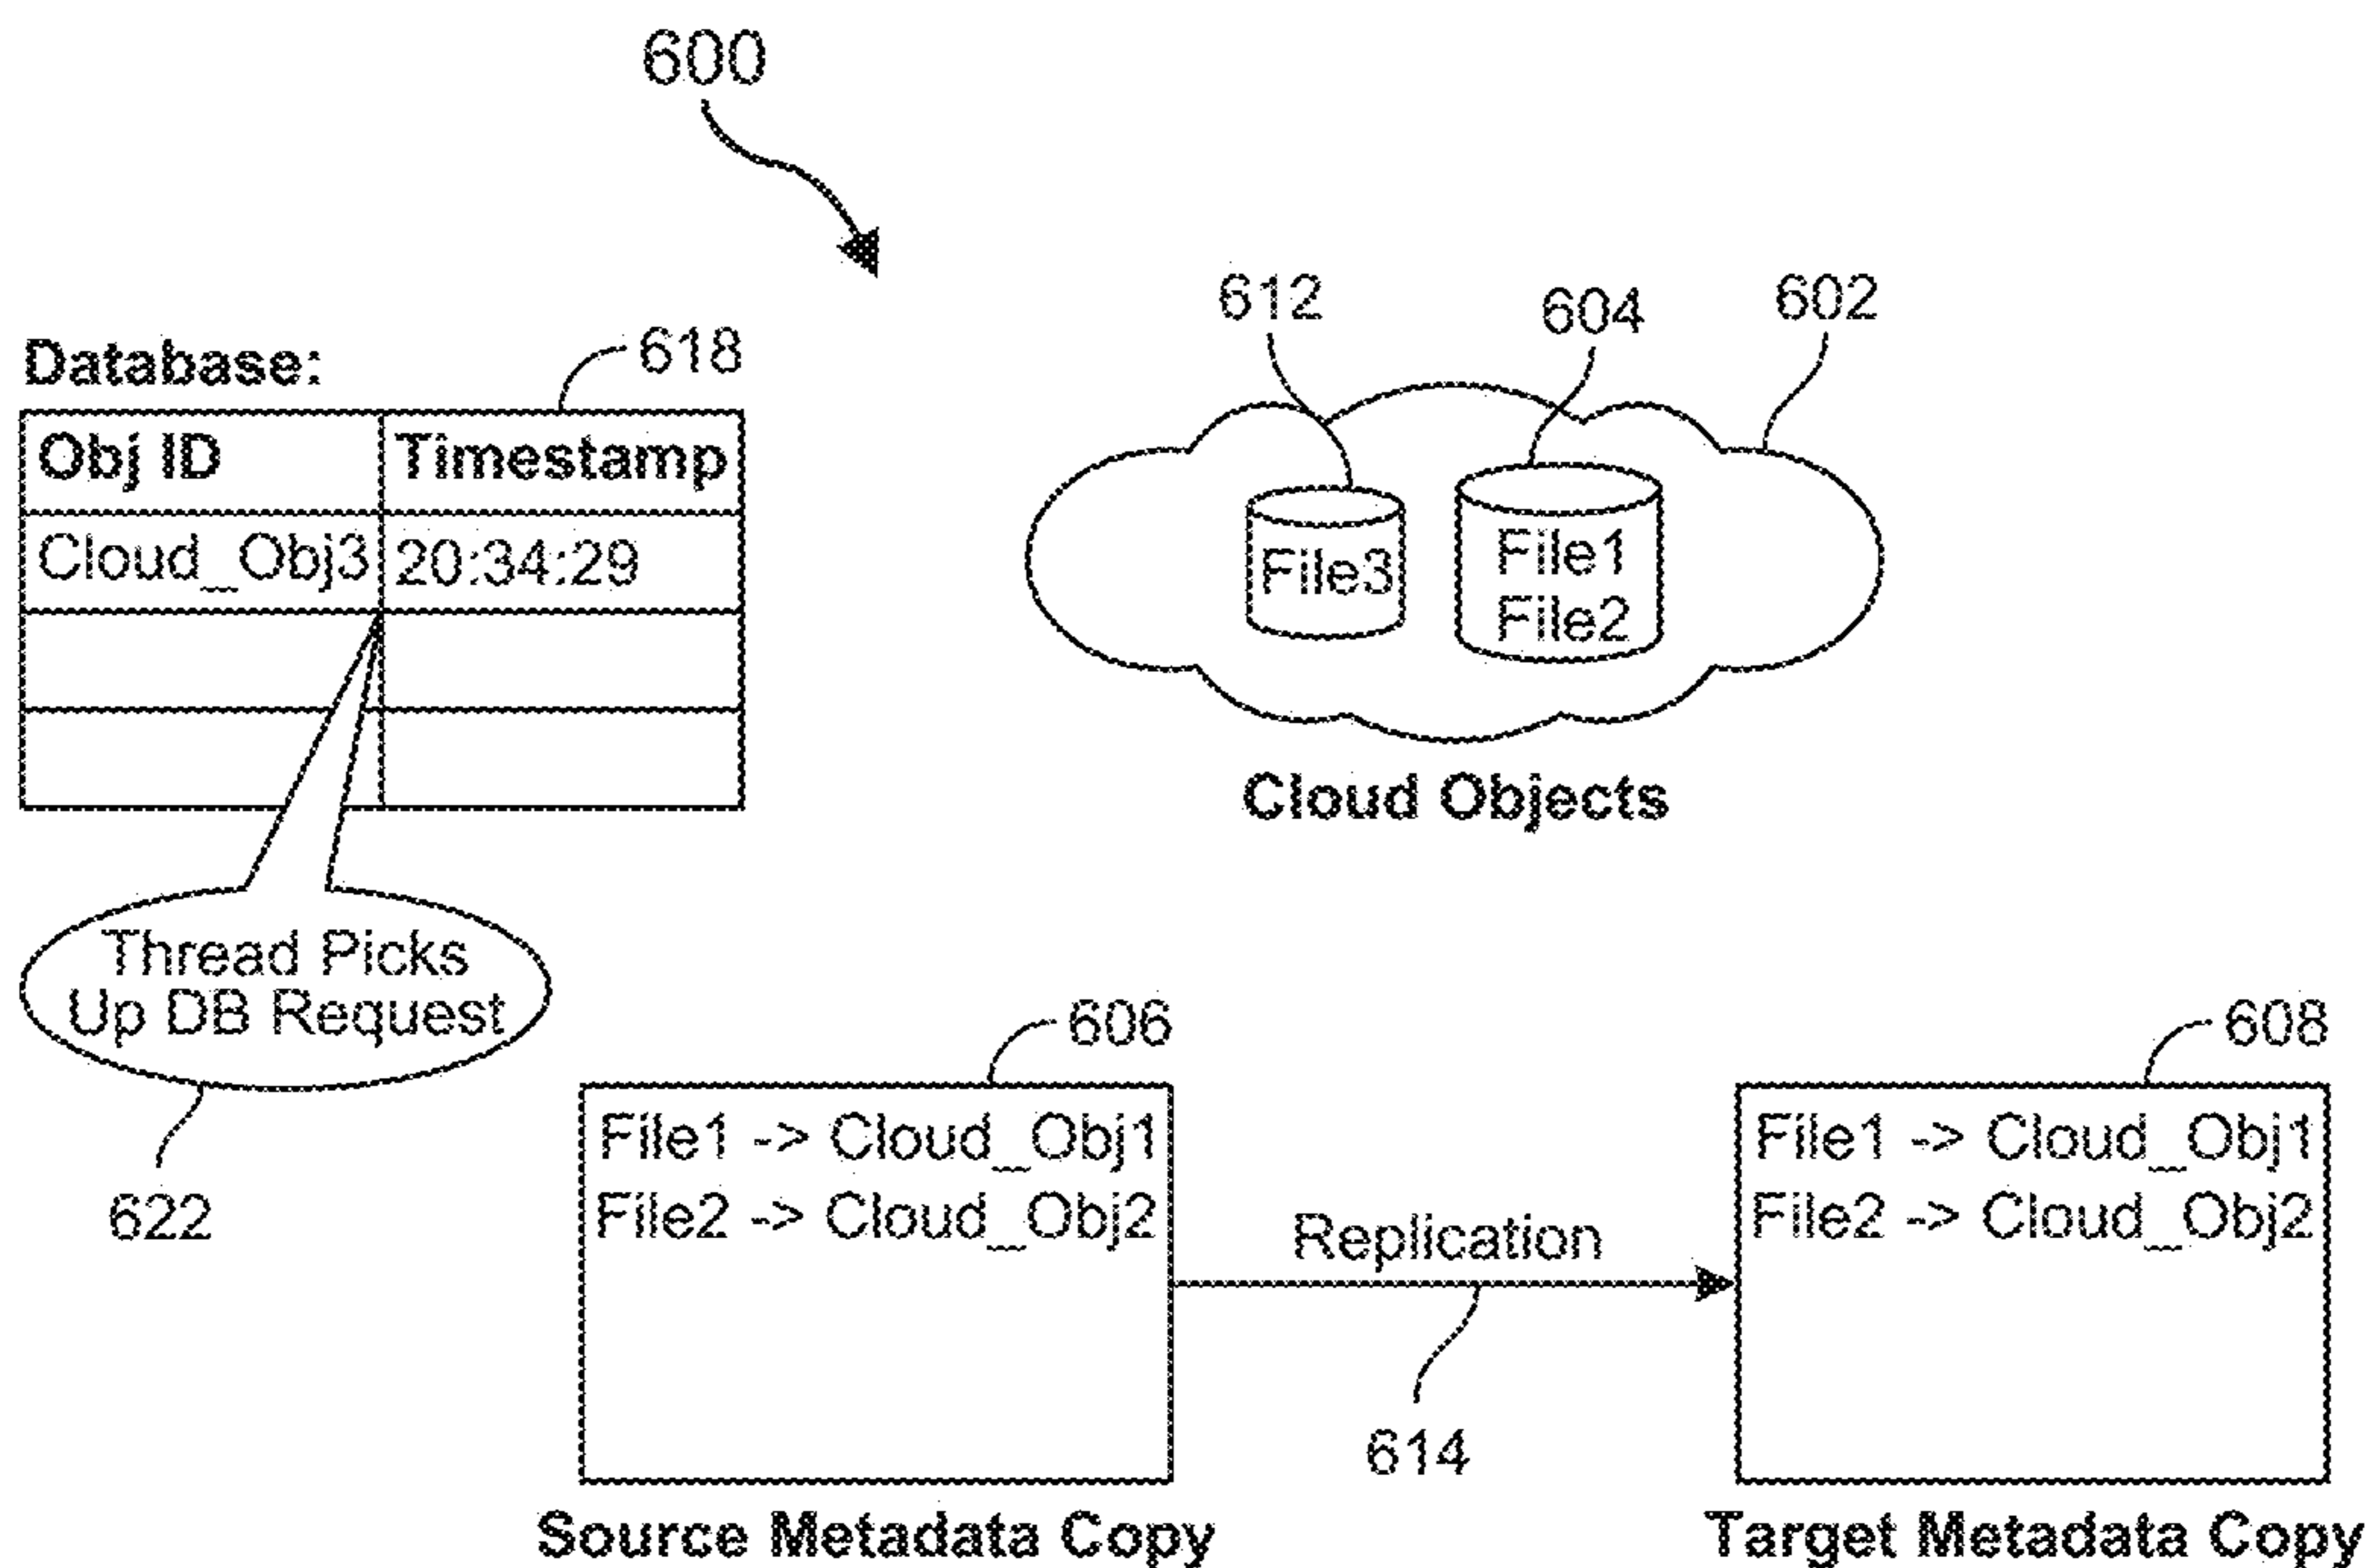 600
612
604
602
Database:
618
Obj ID Timestamp
Cloud_Obj3 20:34:29
File3
File1
File2
Cloud Objects
Thread Picks
Up DB Request
622
606
File1 -> Cloud_Obj1
File2 -> Cloud_Obj2
Source Metadata Copy
Replication
614
608
File1 -> Cloud_Obj1
File2 -> Cloud_Obj2
Target Metadata Copy